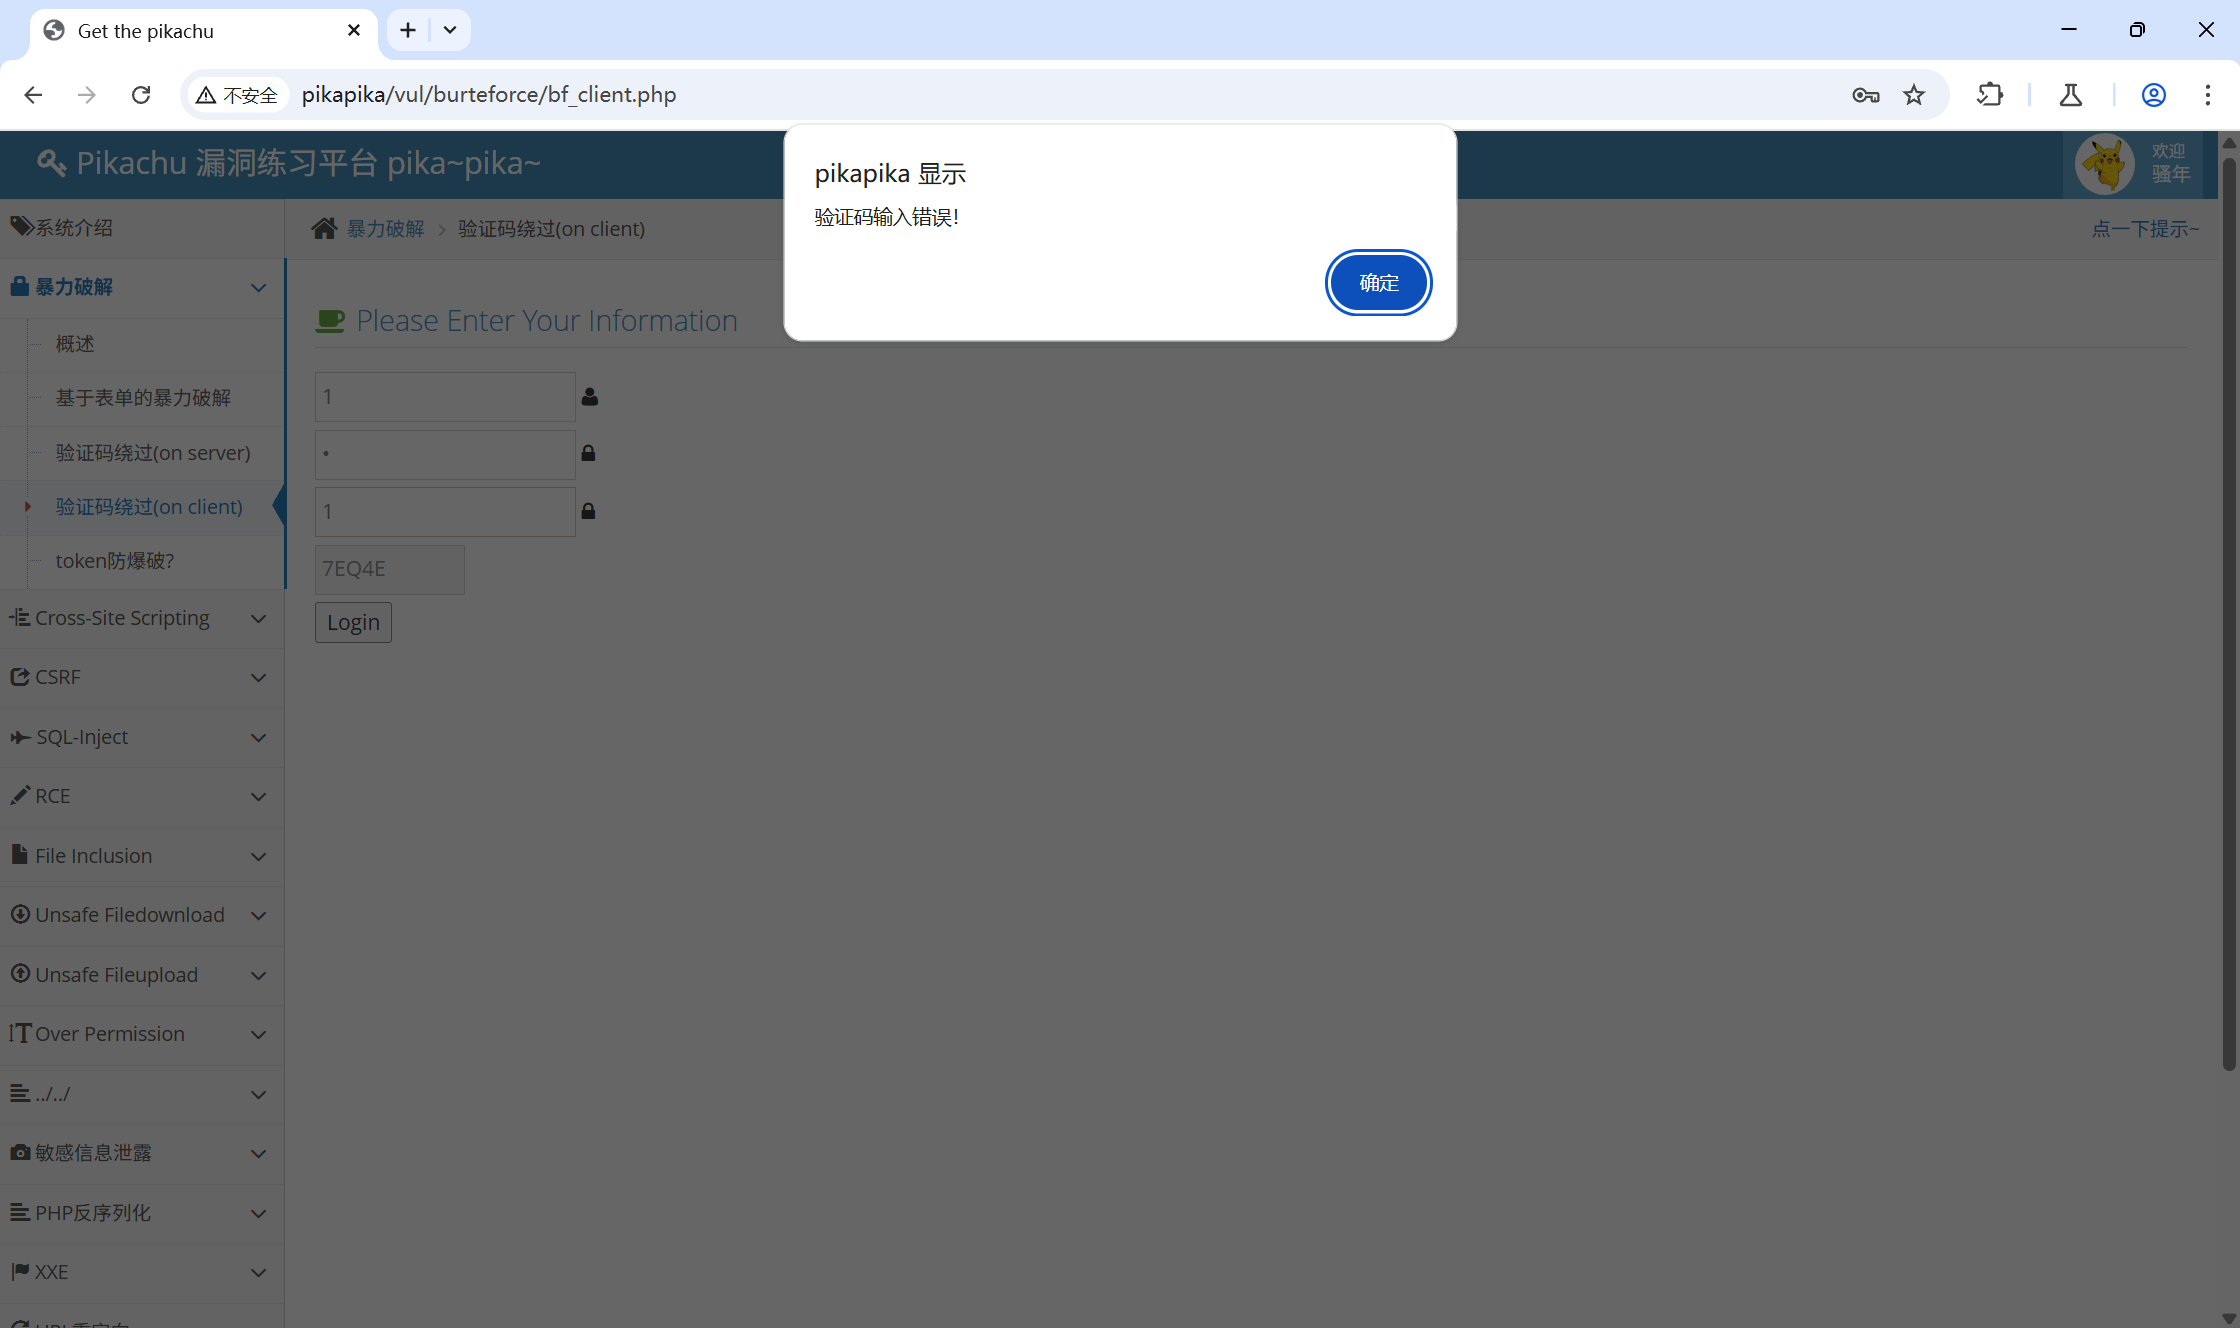 Get the pikachu
不安全
pikapika/vul/burteforce/bf_client.php
Pikachu 漏洞练习平台 pika~pika~
欢迎
骚年
pikapika 显示
验证码输入错误!
确定
系统介绍
暴力破解
概述
基于表单的暴力破解
验证码绕过(on server)
验证码绕过(on client)
token防爆破?
Cross-Site Scripting
CSRF
SQL-Inject
RCE
File Inclusion
Unsafe Filedownload
Unsafe Fileupload
Over Permission
../../
敏感信息泄露
PHP反序列化
XXE
暴力破解 > 验证码绕过(on client)
点一下提示~
Please Enter Your Information
1
•
1
7EQ4E
Login